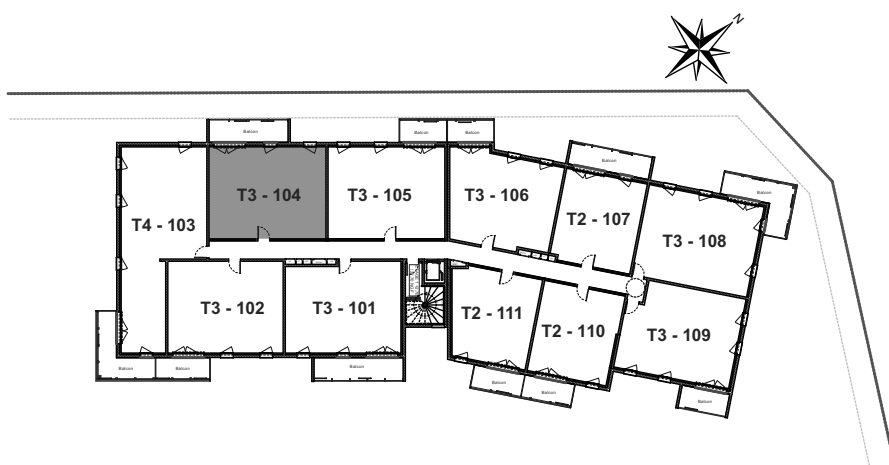 N
Balcon
Balcon
Balcon
Balcon
Balcon
T3 - 104
T3 - 105
T3 - 106
T4 - 103
T2 - 107
T3 - 108
T3 - 102
T3 - 101
T2 - 111
T2 - 110
T3 - 109
Balcon
Balcon
Balcon
Balcon
Balcon
Balcon